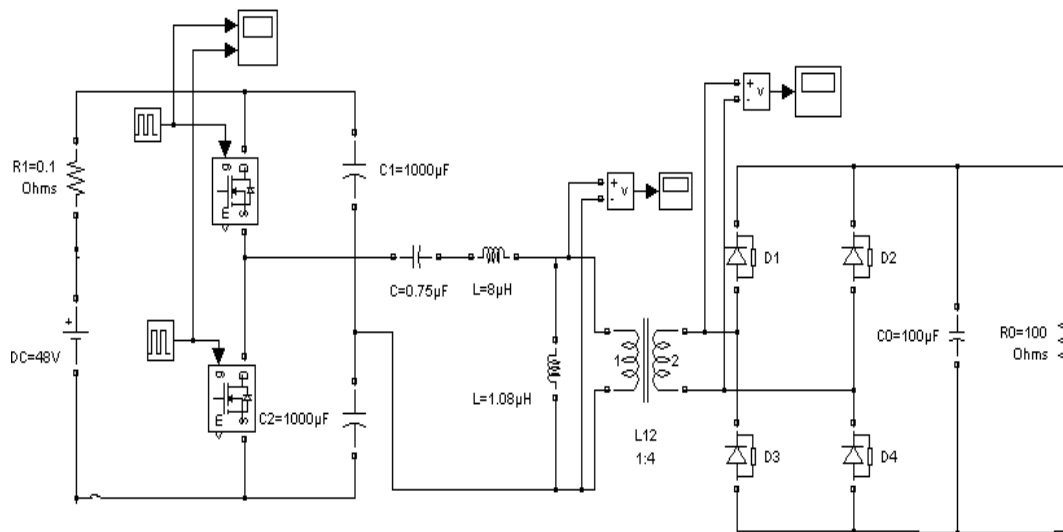 +
-
v
R1=0.1
Ohms
g
D
m
S
C1=1000µF
+
-
v
C=0.75µF
L=8µH
D1
D2
+
DC=48V
g
D
m
S
C2=1000µF
L=1.08µH
1
2
L12
1:4
C0=100µF
R0=100
Ohms
D3
D4